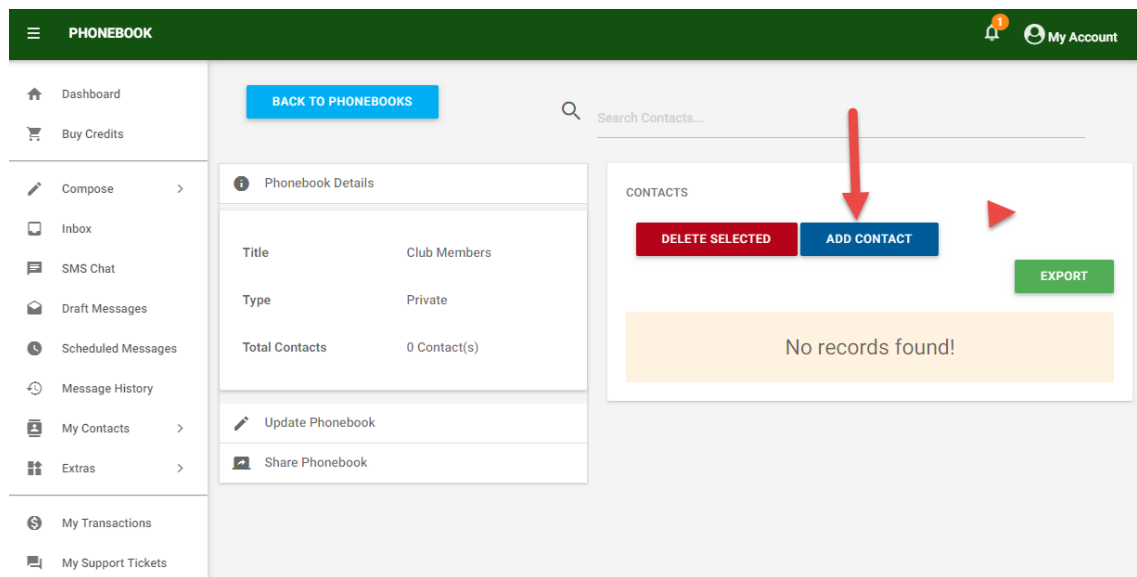 PHONEBOOK
1
My Account
Dashboard
Buy Credits
Compose
Inbox
SMS Chat
Draft Messages
Scheduled Messages
Message History
My Contacts
Extras
My Transactions
My Support Tickets
BACK TO PHONEBOOKS
Search Contacts...
Phonebook Details
Title Club Members
Type Private
Total Contacts 0 Contact(s)
Update Phonebook
Share Phonebook
CONTACTS
DELETE SELECTED ADD CONTACT
EXPORT
No records found!